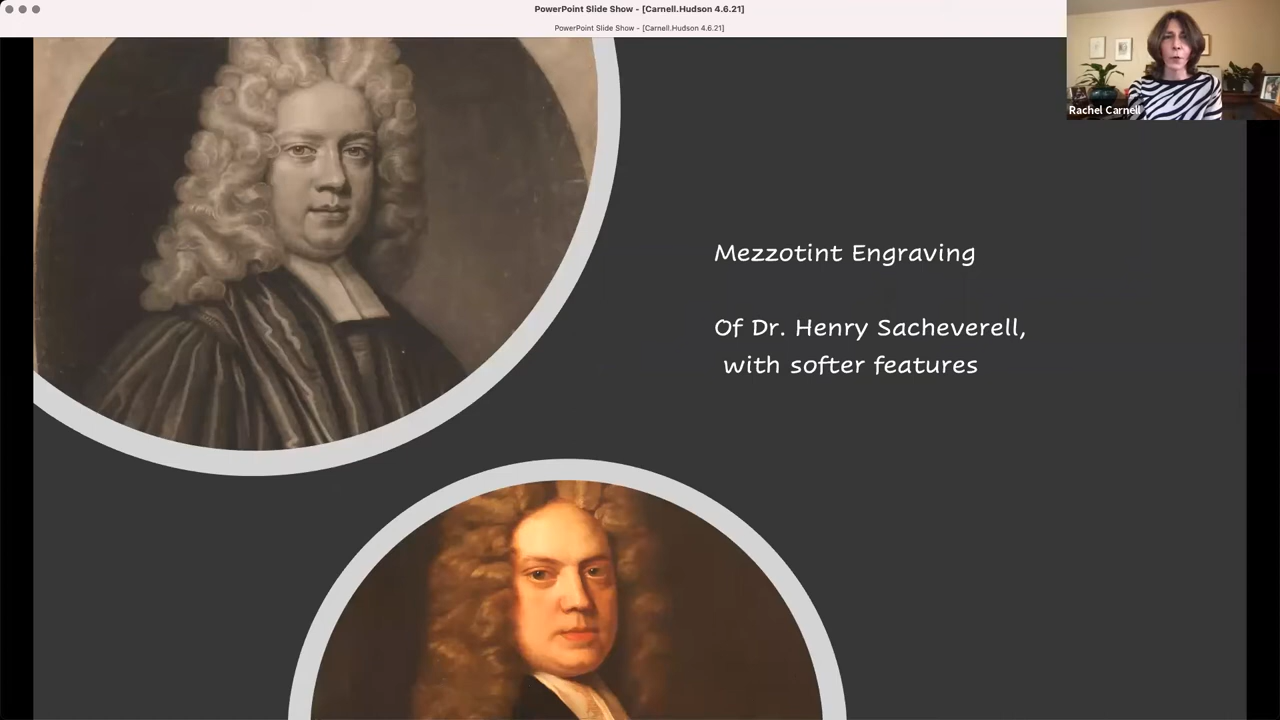 PowerPoint Slide Show - [Carnell.Hudson 4.6.21]
PowerPoint Slide Show - [Carnell.Hudson 4.6.21]
Rachel Carnell
Mezzotint Engraving
Of Dr. Henry Sacheverell,
with softer features